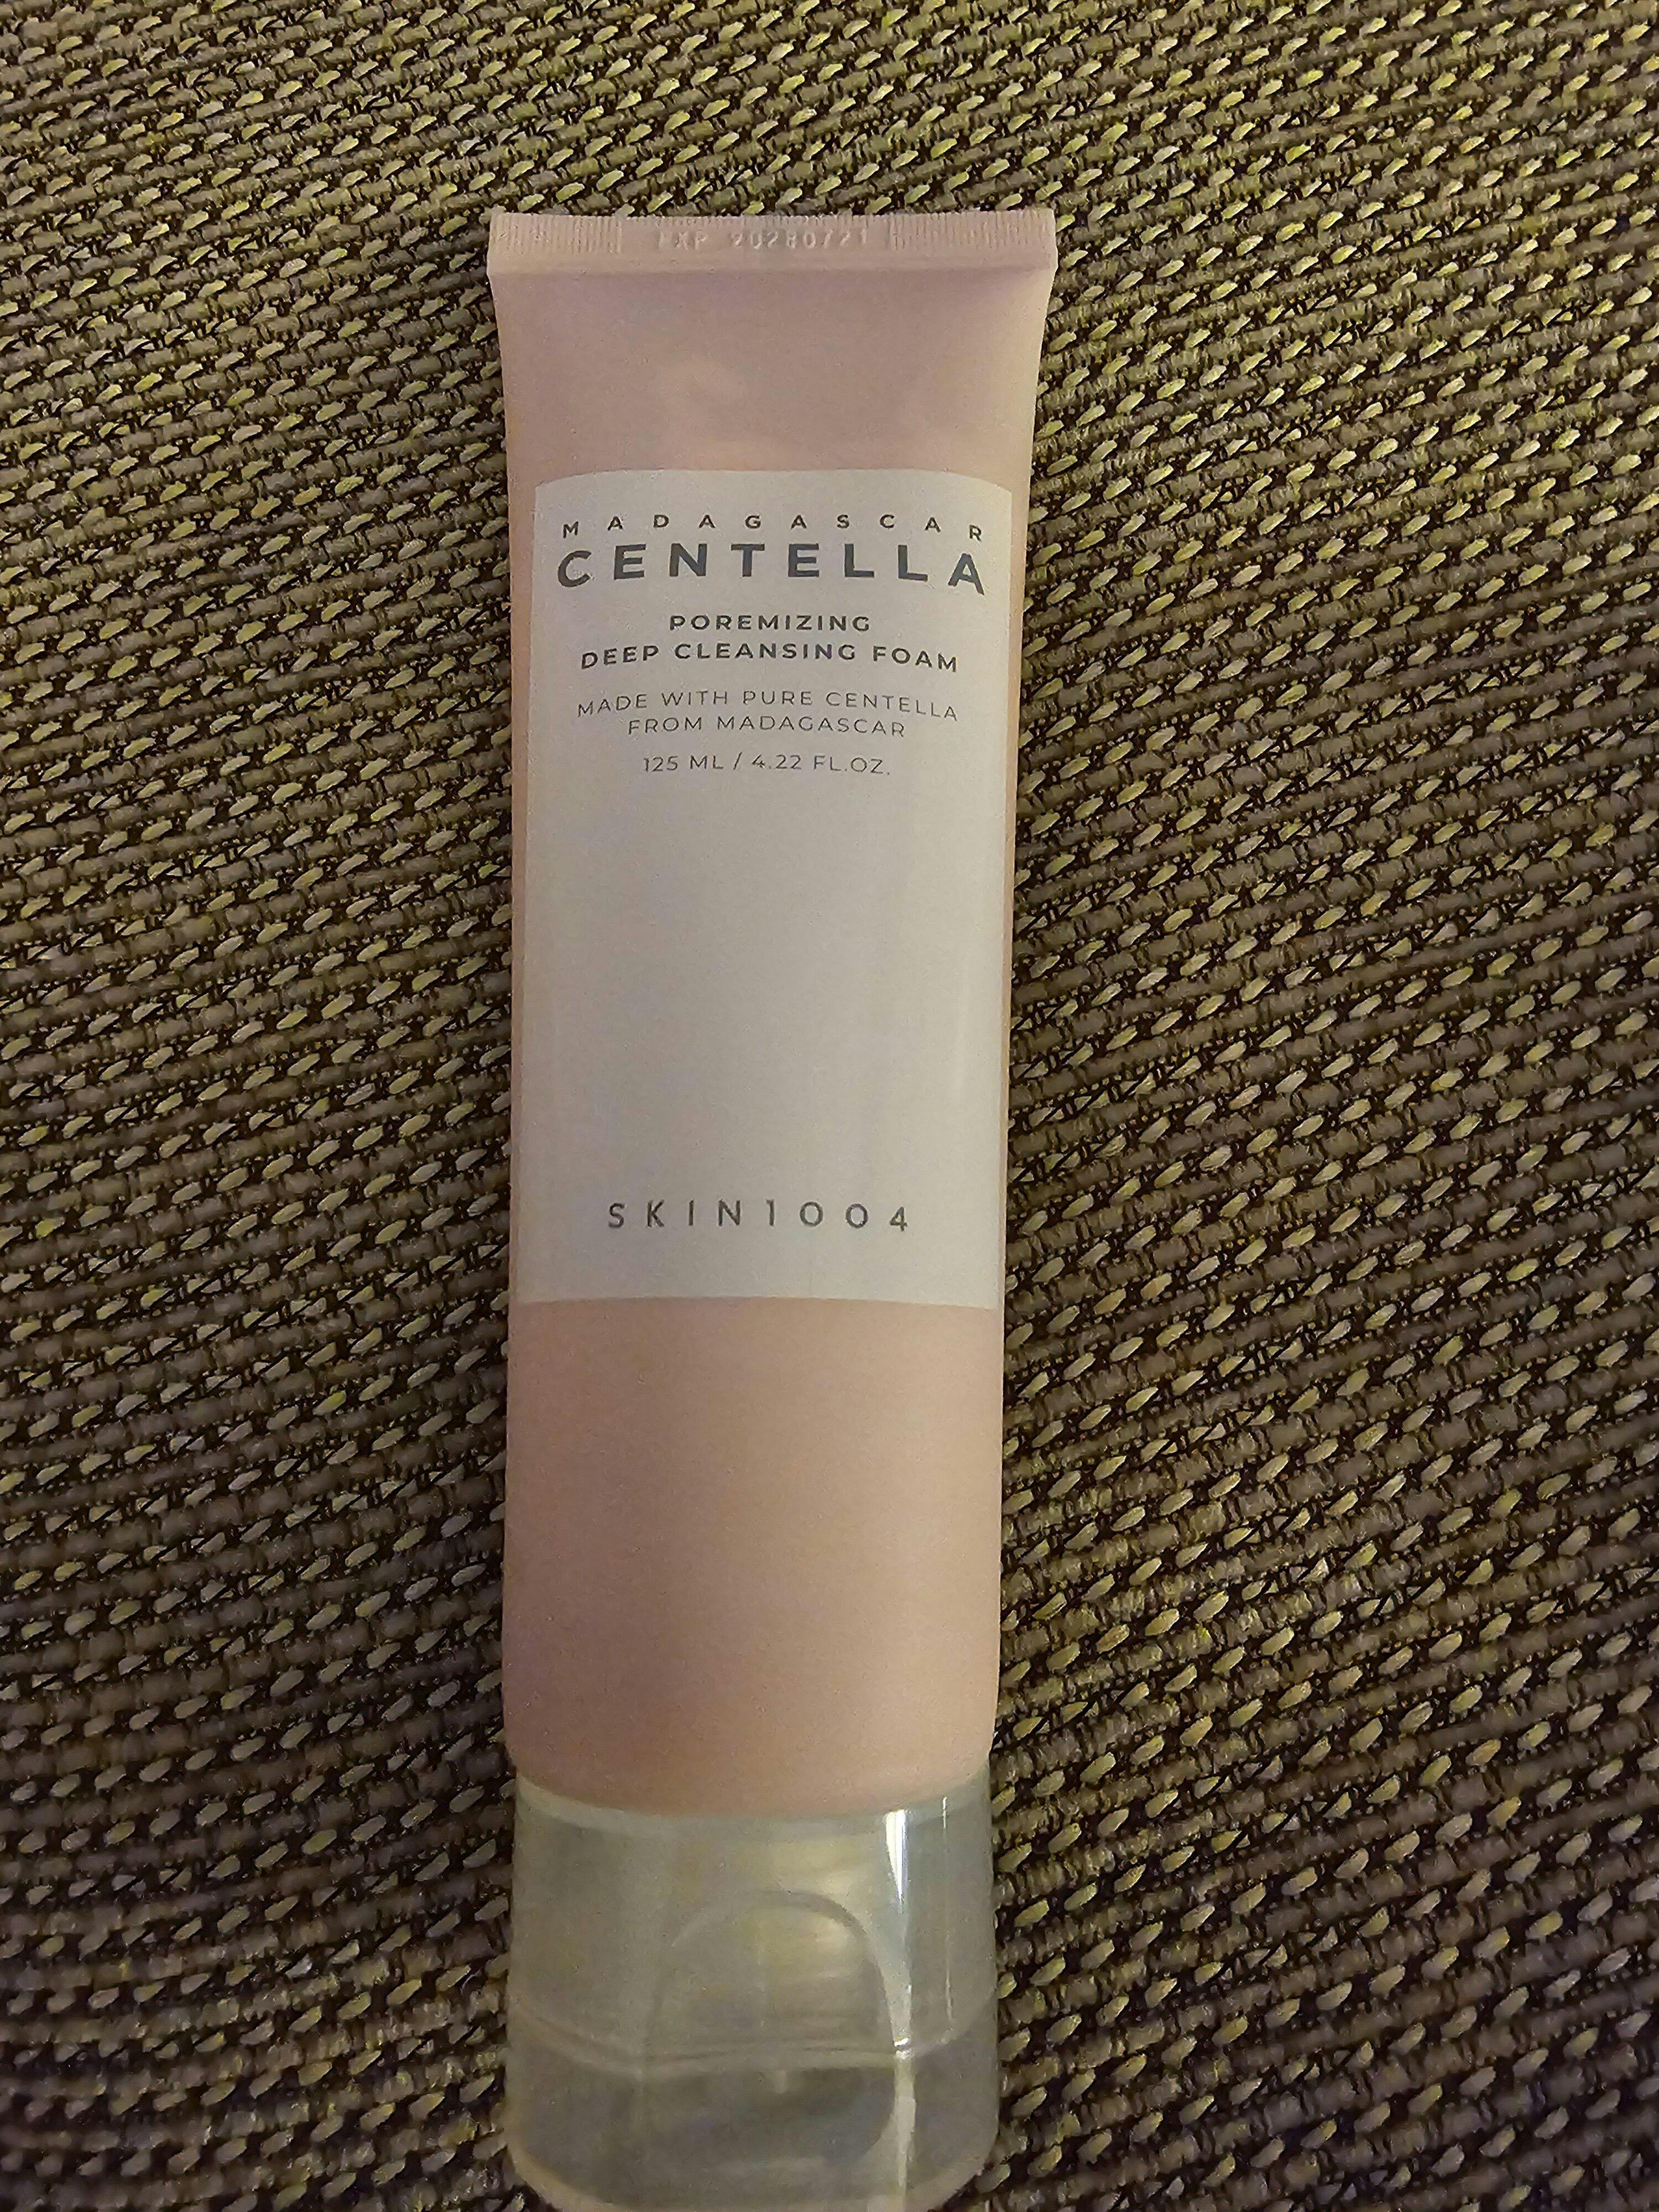 EXP 20280721
MADAGASCAR
CENTELLA
POREMIZING
DEEP CLEANSING FOAM
MADE WITH PURE CENTELLA
FROM MADAGASCAR
125 ML / 4.22 FL.OZ.
SKIN1004